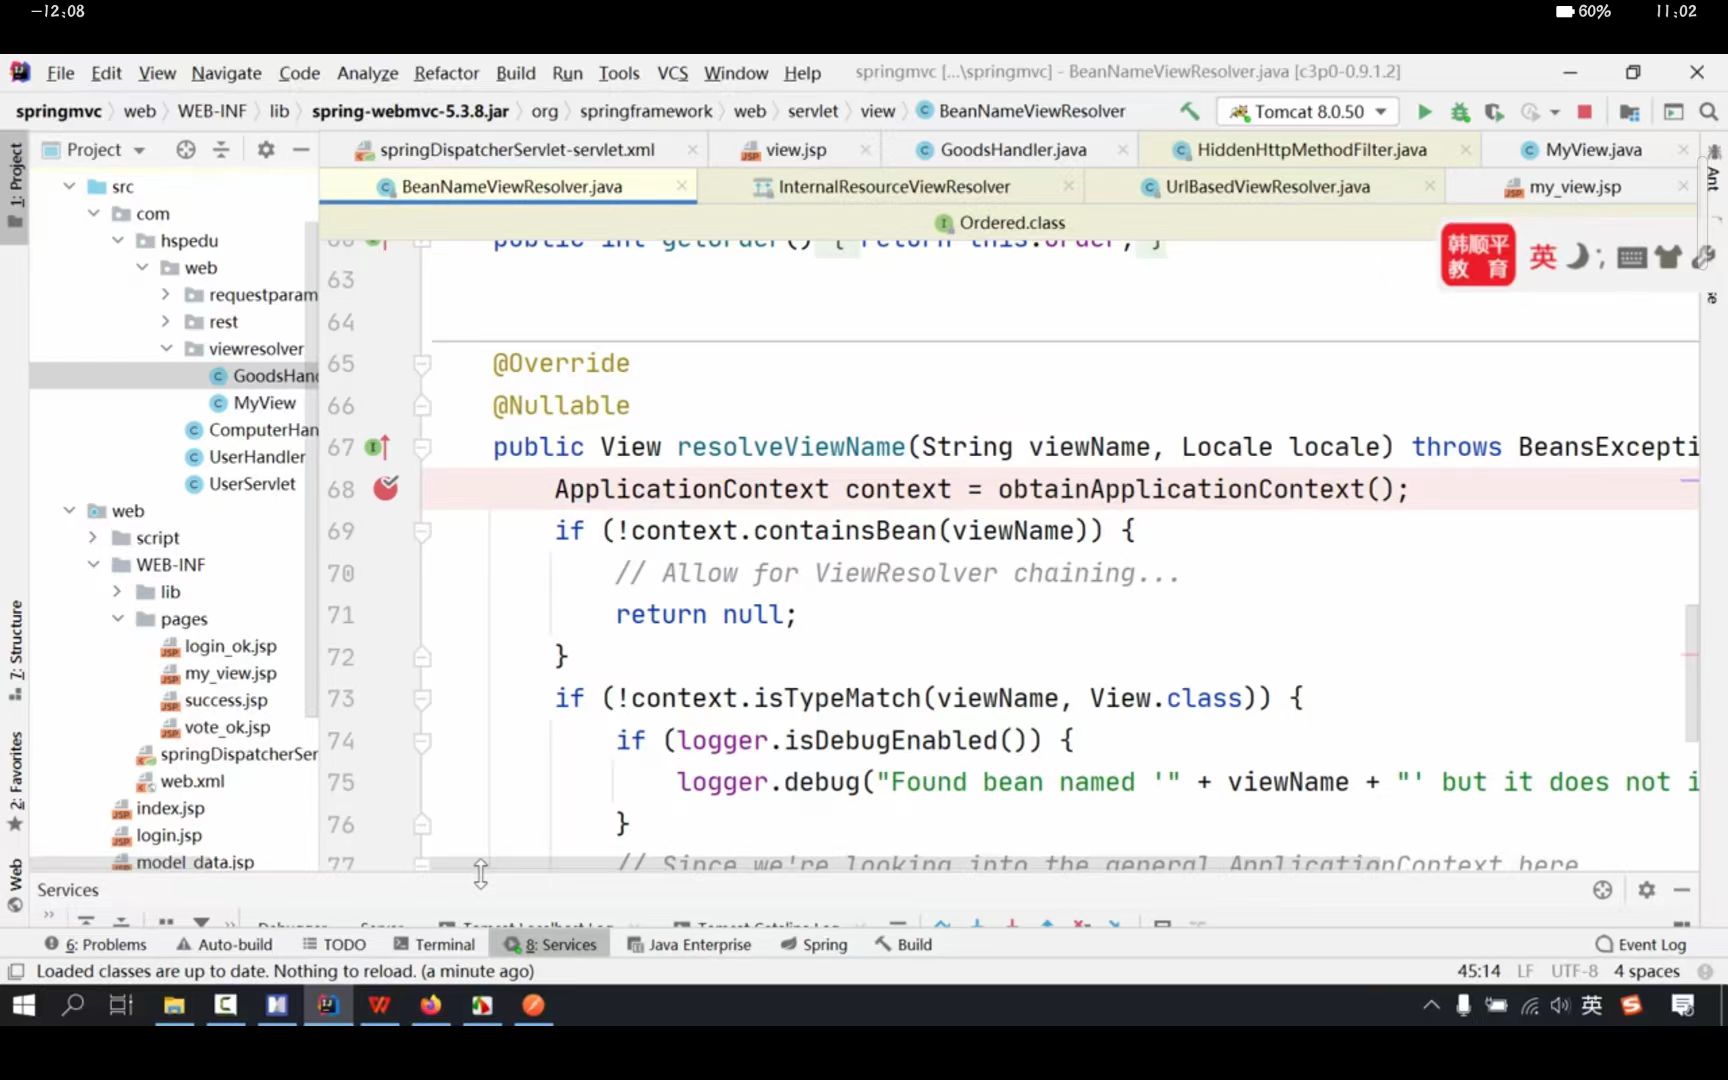 -12:08
60%
11:02
File Edit View Navigate Code Analyze Refactor Build Run Tools VCS Window Help springmvc [...\springmvc] - BeanNameViewResolver.java [c3p0-0.9.1.2]
springmvc web WEB-INF lib spring-webmvc-5.3.8.jar org springframework web servlet view BeanNameViewResolver Tomcat 8.0.50
Project
springDispatcherServlet-servlet.xml view.jsp GoodsHandler.java HiddenHttpMethodFilter.java MyView.java
BeanNameViewResolver.java InternalResourceViewResolver UrlBasedViewResolver.java my_view.jsp
Ordered.class
1: Project
7: Structure
2: Favorites
Web
Ant
src
com
hspedu
web
requestparam
rest
viewresolver
GoodsHand
MyView
ComputerHan
UserHandler
UserServlet
web
script
WEB-INF
lib
pages
login_ok.jsp
my_view.jsp
success.jsp
vote_ok.jsp
springDispatcherSer
web.xml
index.jsp
login.jsp
model_data.jsp
韩顺平
教 育
英
public int getOrder() { return this.order; }
63
64
65 @Override
66 @Nullable
67 public View resolveViewName(String viewName, Locale locale) throws BeansExcepti
68 ApplicationContext context = obtainApplicationContext();
69 if (!context.containsBean(viewName)) {
70 // Allow for ViewResolver chaining...
71 return null;
72 }
73 if (!context.isTypeMatch(viewName, View.class)) {
74 if (logger.isDebugEnabled()) {
75 logger.debug("Found bean named '" + viewName + "' but it does not i
76 }
77 // Since we're looking into the general ApplicationContext here
Services
6: Problems Auto-build TODO Terminal 8: Services Java Enterprise Spring Build Event Log
Loaded classes are up to date. Nothing to reload. (a minute ago) 45:14 LF UTF-8 4 spaces
英